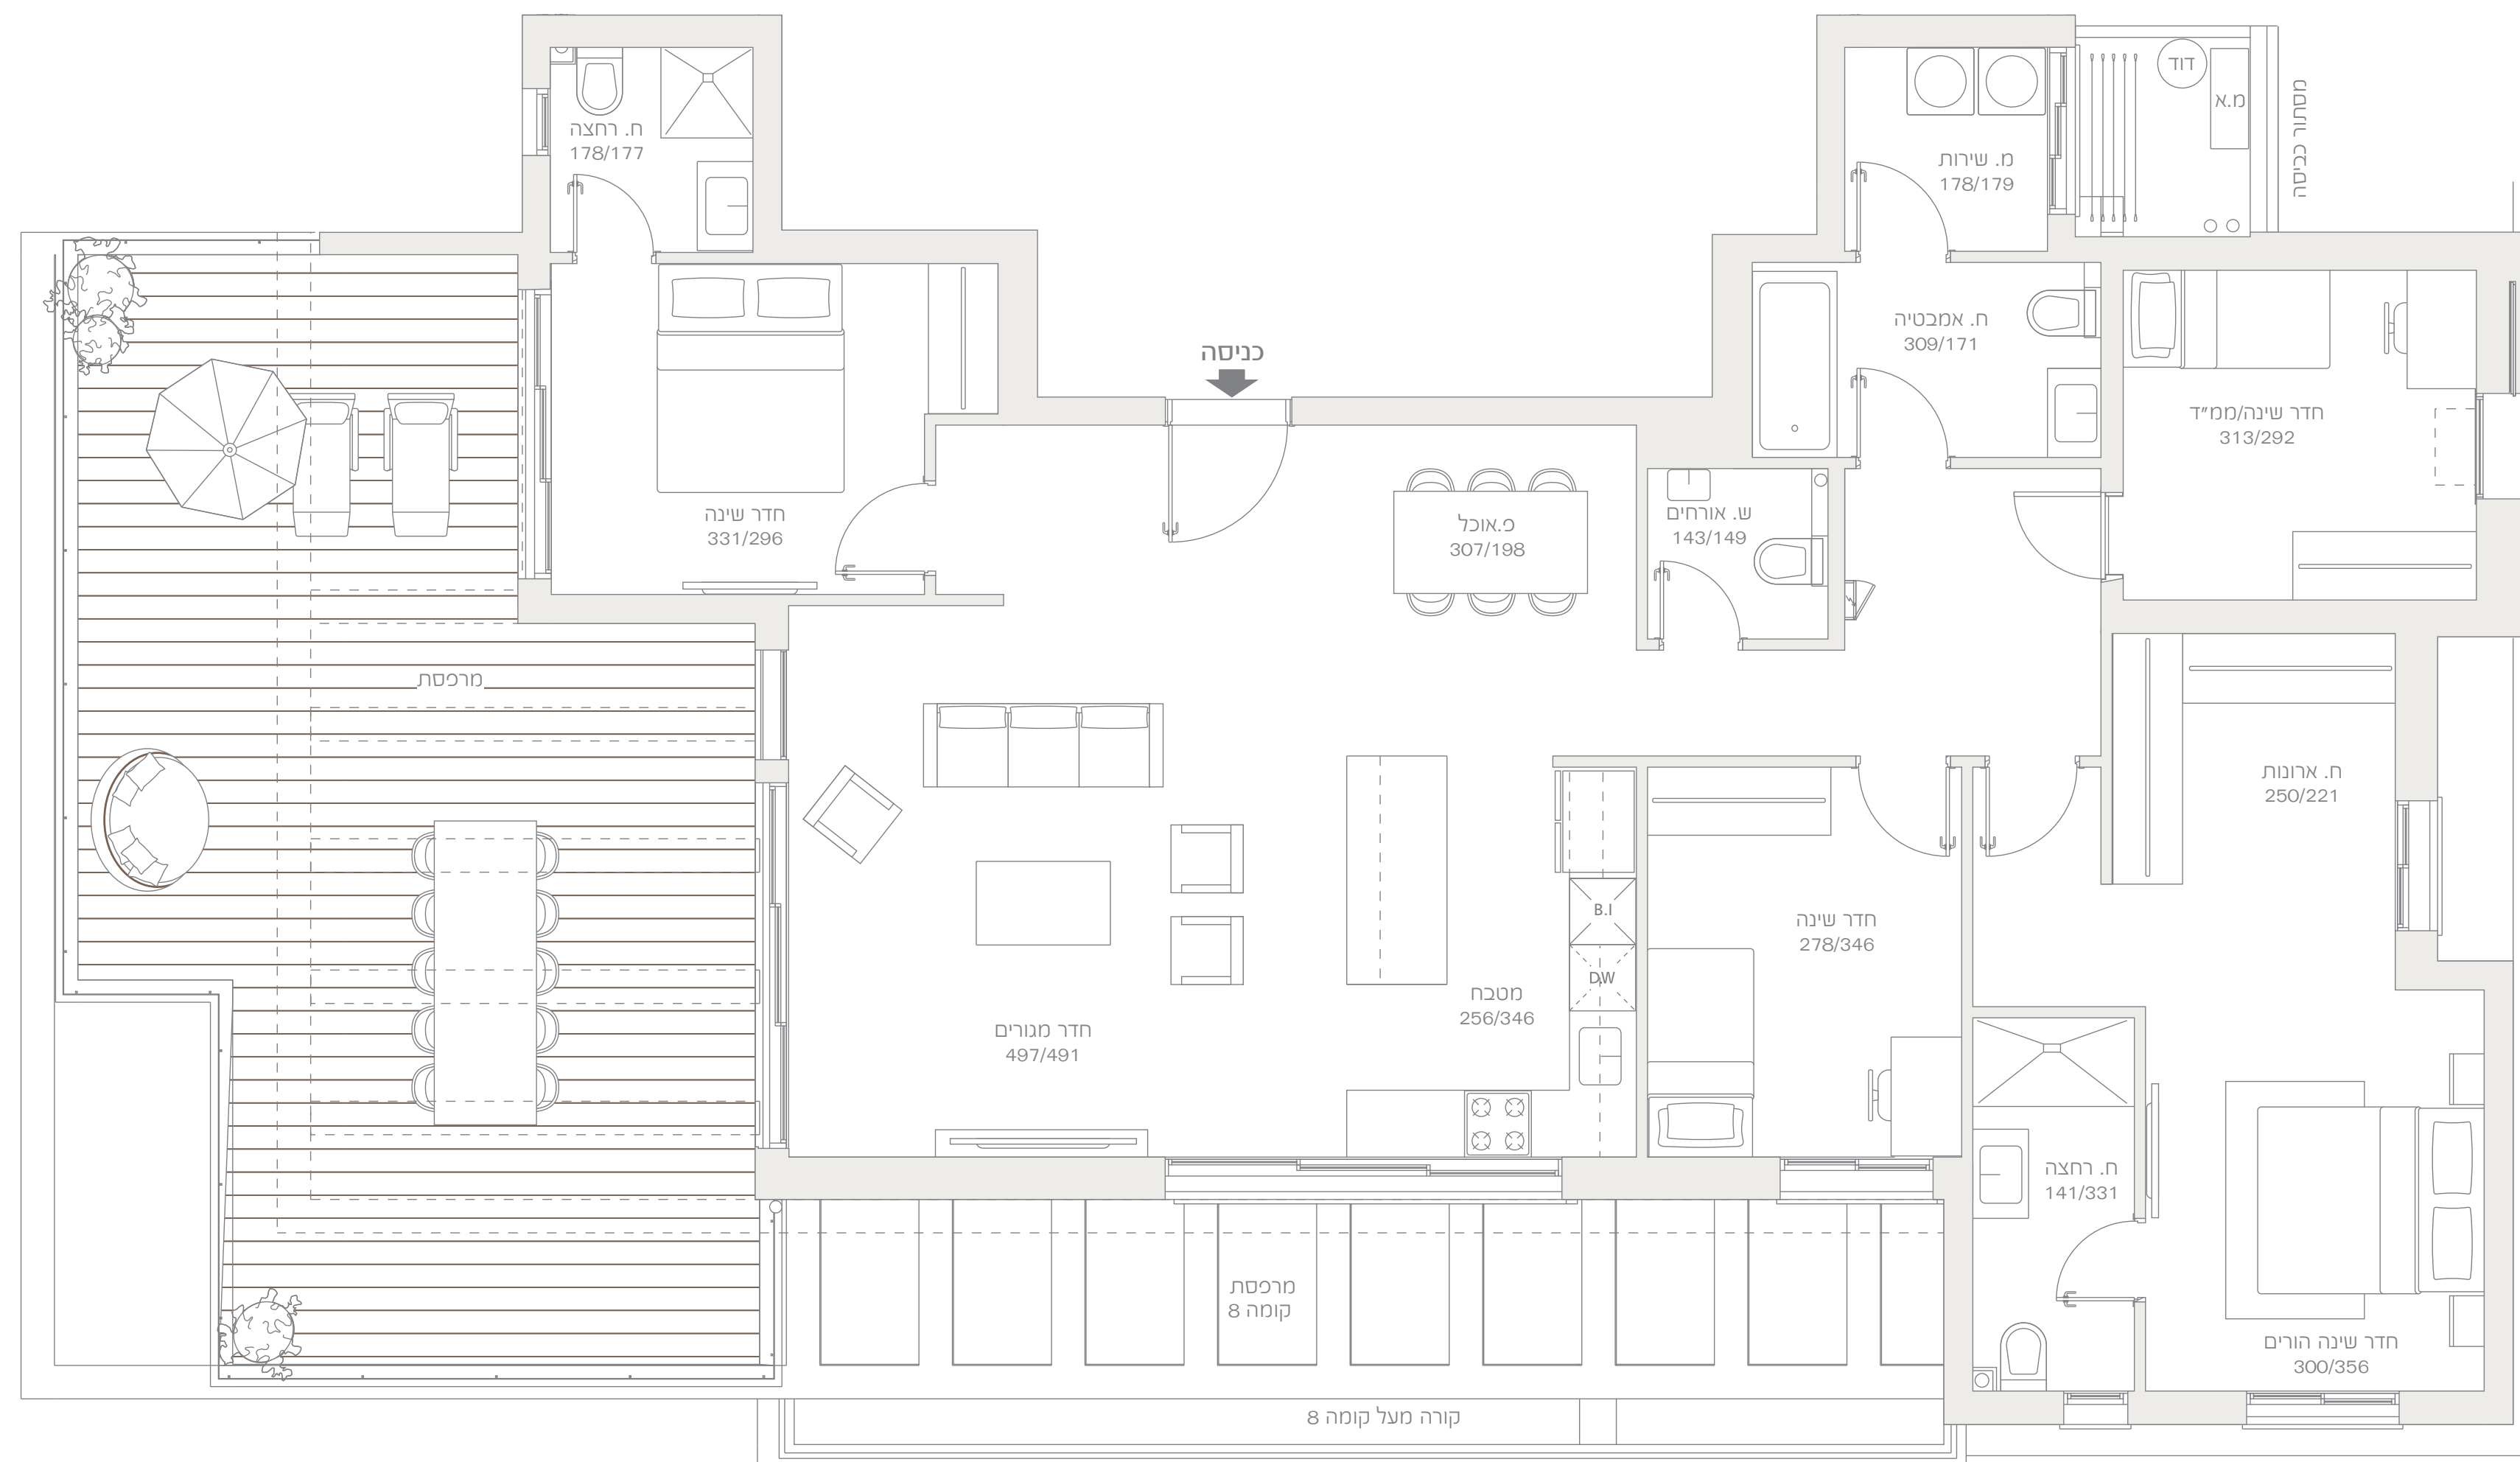 ח. רחצה
178/177
מ. שירות
178/179
דוד
מ.א
מסתור כביסה
ח. אמבטיה
309/171
כניסה
חדר שינה/ממ״ד
313/292
חדר שינה
331/296
פ.אוכל
307/198
ש. אורחים
143/149
מרפסת
ח. ארונות
250/221
B.I
DW
חדר שינה
278/346
מטבח
256/346
חדר מגורים
497/491
ח. רחצה
141/331
מרפסת
קומה 8
חדר שינה הורים
300/356
קורה מעל קומה 8